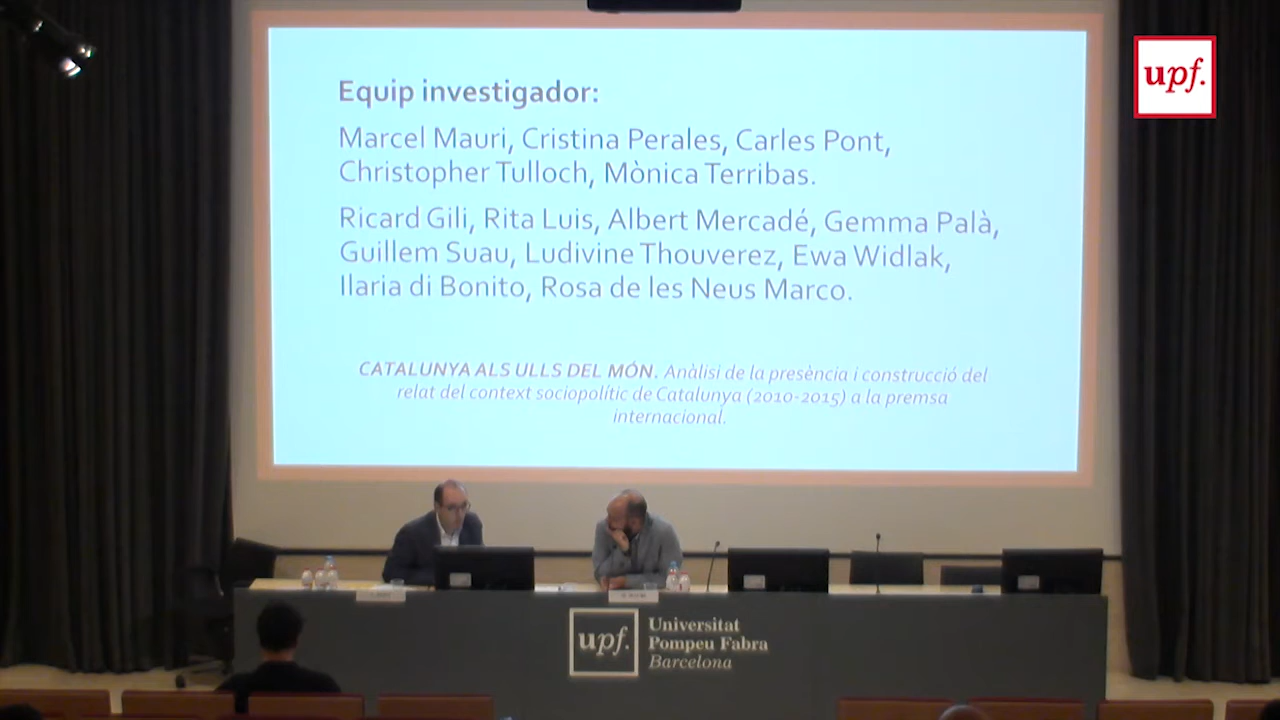 upf.
Equip investigador:
Marcel Mauri, Cristina Perales, Carles Pont,
Christopher Tulloch, Mònica Terribas.
Ricard Gili, Rita Luis, Albert Mercadé, Gemma Palà,
Guillem Suau, Ludivine Thouverez, Ewa Widlak,
Ilaria di Bonito, Rosa de les Neus Marco.
CATALUNYA ALS ULLS DEL MÓN. Anàlisi de la presència i construcció del
relat del context sociopolític de Catalunya (2010-2015) a la premsa
internacional.
upf.
Universitat
Pompeu Fabra
Barcelona